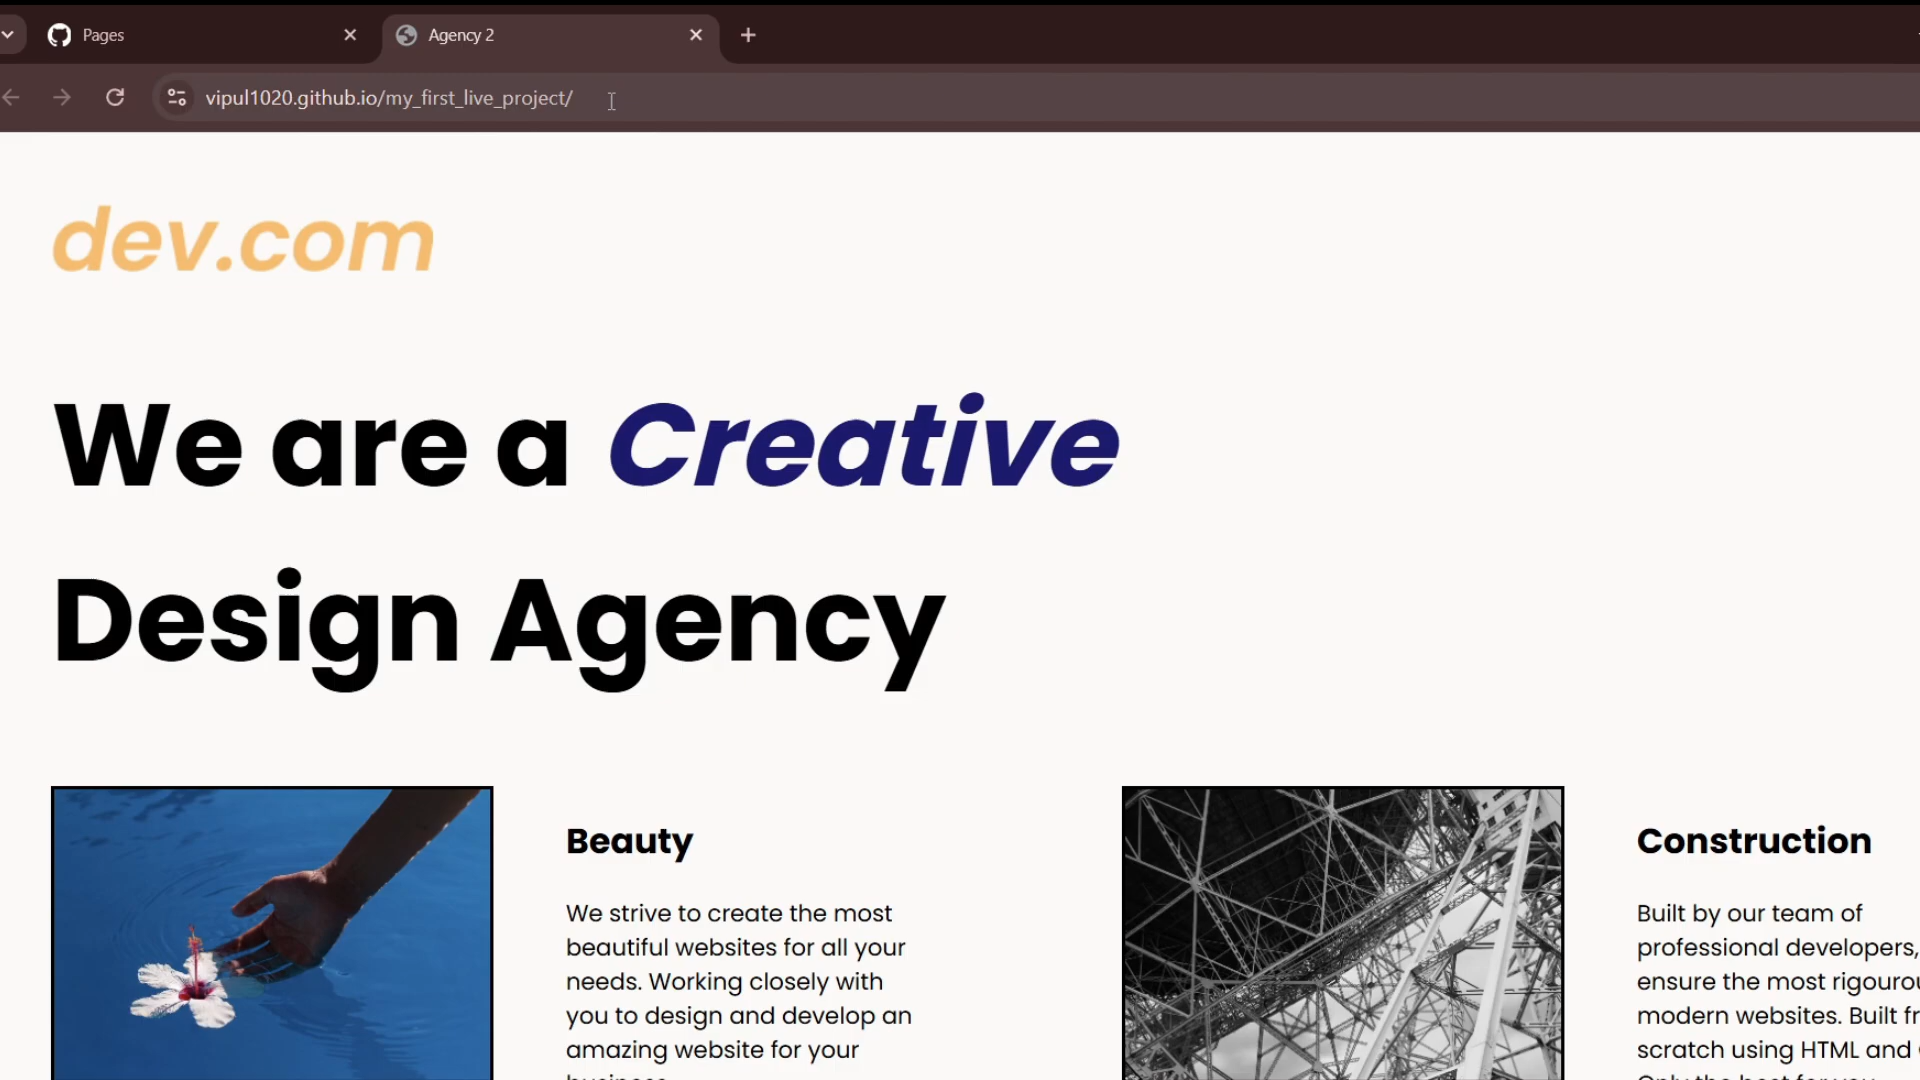 Pages
Agency 2
vipul1020.github.io/my_first_live_project/
dev.com
We are a Creative
Design Agency
Beauty
We strive to create the most
beautiful websites for all your
needs. Working closely with
you to design and develop an
amazing website for your
Construction
Built by our team of
professional developers,
ensure the most
modern websites. Built
scratch using HTML and